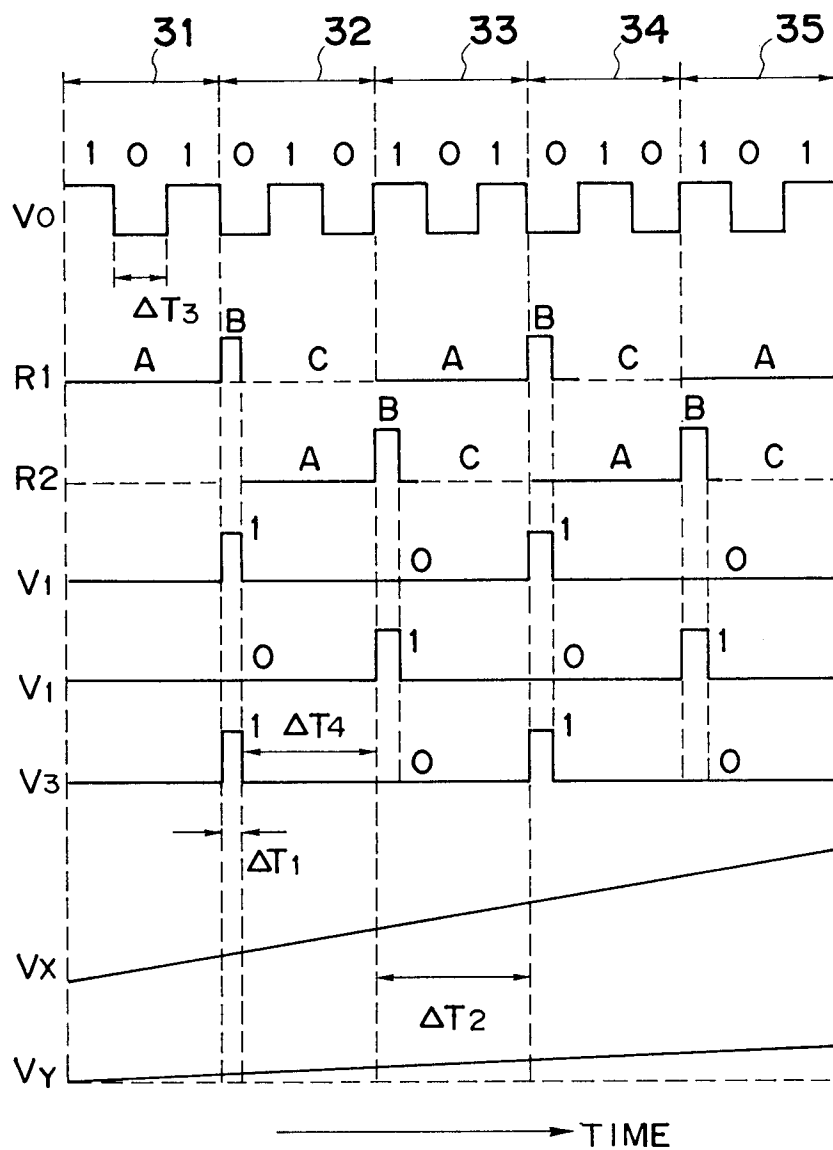 31 32 33 34 35
1 0 1 0 1 0 1 0 1 0 1 0 1 0 1
V0
ΔT3
B B
A C A C A
R1
B B
A C A C
R2
1 1
0 0
V1
1 1
0 0
V1
1 ΔT4 1
0 0
V3
ΔT1
VX
ΔT2
VY
TIME